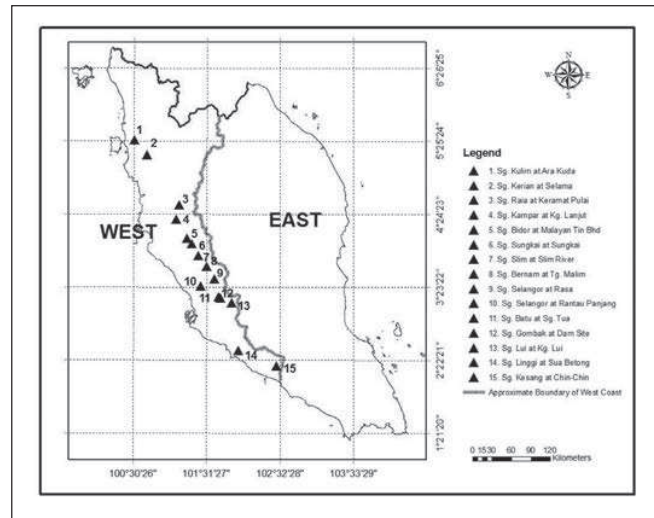 N
W E
S
6°26'25"
5°25'24"
4°24'23"
3°23'22"
2°22'21"
1°21'20"
100°30'26"
101°31'27"
102°32'28"
103°33'29"
WEST
EAST
1
2
3
4
5
6
7
8
9
10
11
12
13
14
15
Legend
1. Sg. Kulim at Ara Kuda
2. Sg. Kerian at Selama
3. Sg. Raia at Keramat Pulai
4. Sg. Kampar at Kg. Lanjut
5. Sg. Bidor at Malayan Tin Bhd
6. Sg. Sungkai at Sungkai
7. Sg. Slim at Slim River
8. Sg. Bernam at Tg. Malim
9. Sg. Selangor at Rasa
10. Sg. Selangor at Rantau Panjang
11. Sg. Batu at Sg. Tua
12. Sg. Gombak at Dam Site
13. Sg. Lui at Kg. Lui
14. Sg. Linggi at Sua Betong
15. Sg. Kesang at Chin-Chin
Approximate Boundary of West Coast
0 15 30 60 90 120
Kilometers